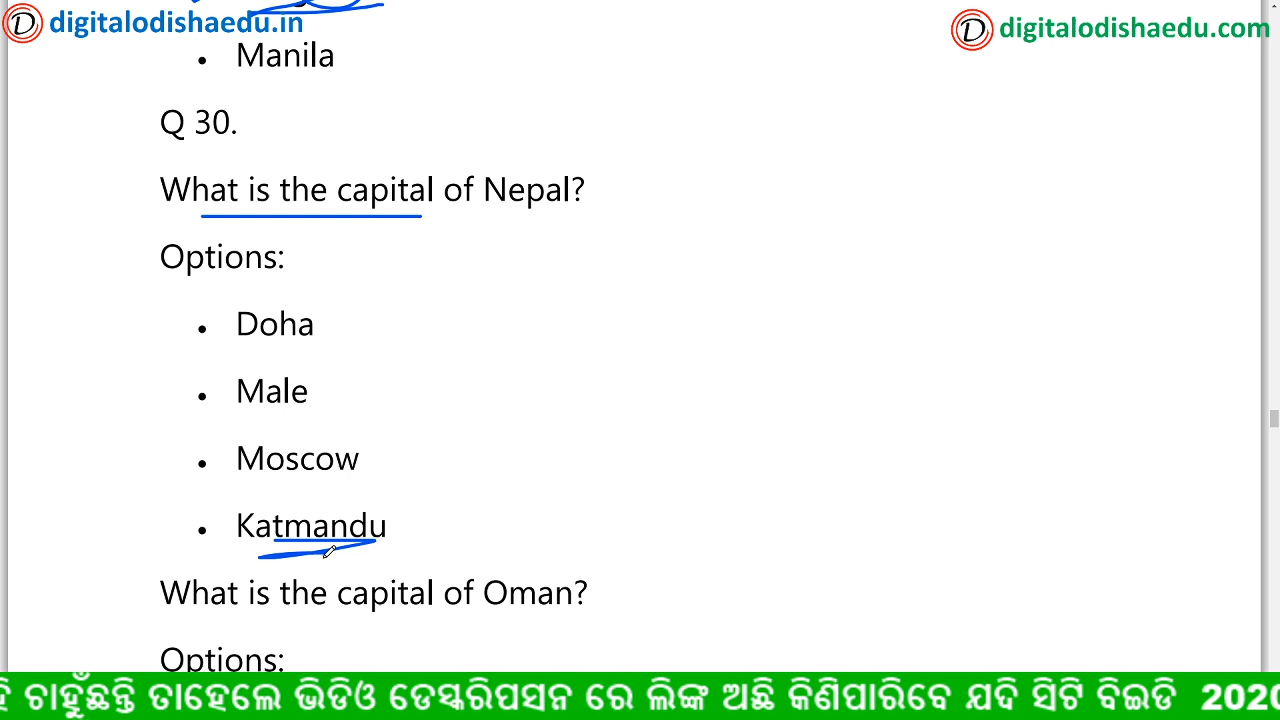 digitalodishaedu.in
digitalodishaedu.com
Manila
Q 30.
What is the capital of Nepal?
Options:
Doha
Male
Moscow
Katmandu
What is the capital of Oman?
Options:
ଚାହୁଁଛନ୍ତି ତାହେଲେ ଭିଡିଓ ଡେସ୍କରିପସନ ରେ ଲିଙ୍କ ଅଛି କିଣିପାରିବେ ଯଦି ସିଟି ବିଇଡି 2020